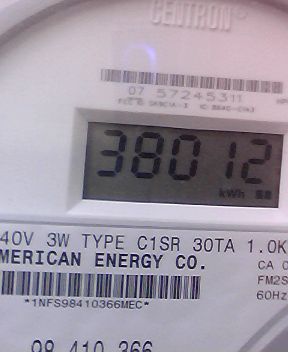 CENTRON
07 57245311
38012
kWh
40V 3W TYPE C1SR 30TA 1.0K
MERICAN ENERGY CO.
CA 0
FM2S
60Hz
*1NFS98410366MEC*
98 410 366